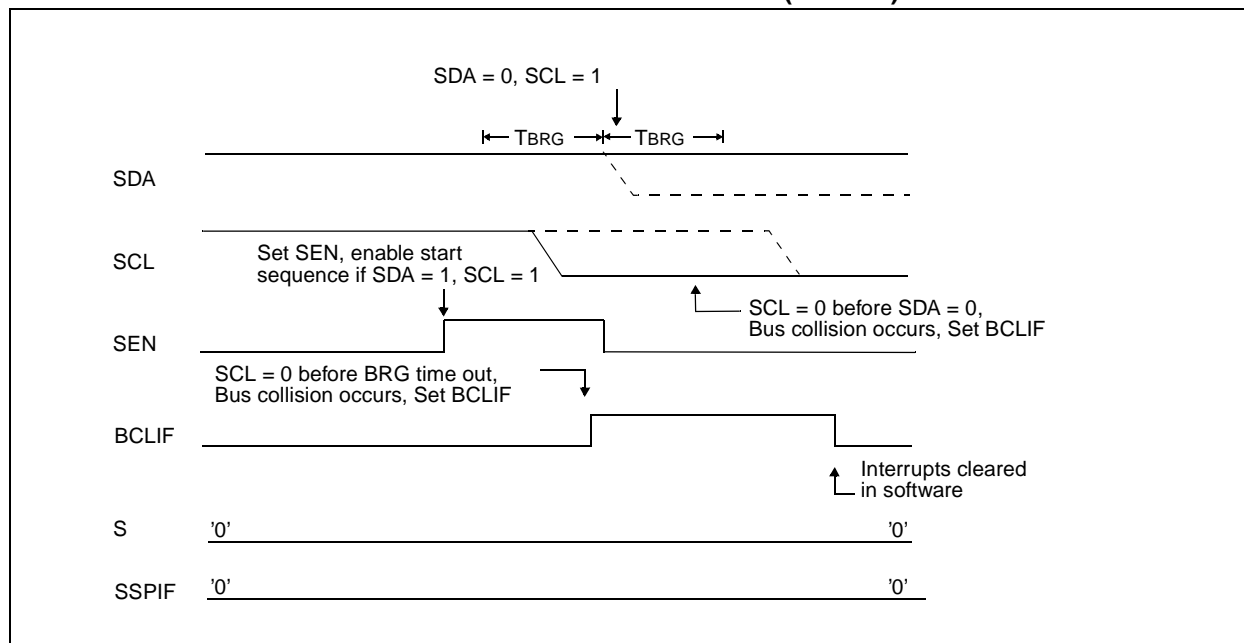 SDA = 0, SCL = 1
TBRG TBRG
SDA
SCL
Set SEN, enable start
sequence if SDA = 1, SCL = 1
SCL = 0 before SDA = 0,
Bus collision occurs, Set BCLIF
SEN
SCL = 0 before BRG time out,
Bus collision occurs, Set BCLIF
BCLIF
Interrupts cleared
in software
S '0' '0'
SSPIF '0' '0'